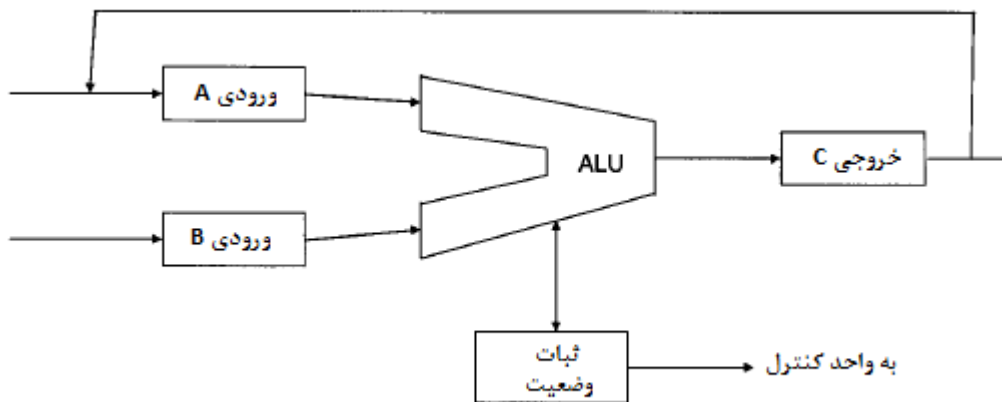 ورودی A
ALU
خروجی C
ورودی B
ثبات
وضعیت
به واحد کنترل